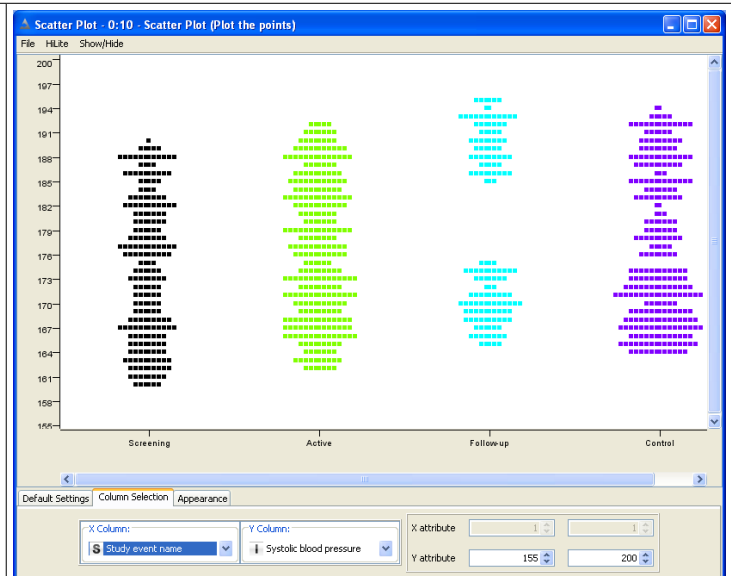 Scatter Plot - 0:10 - Scatter Plot (Plot the points)
File HiLite Show/Hide
200
197
194
191
188
185
182
179
176
173
170
167
164
161
158
155
Screening Active Follow-up Control
Default Settings Column Selection Appearance
X Column: Y Column:
S Study event name
i Systolic blood pressure
X attribute 1 1
Y attribute 155 200